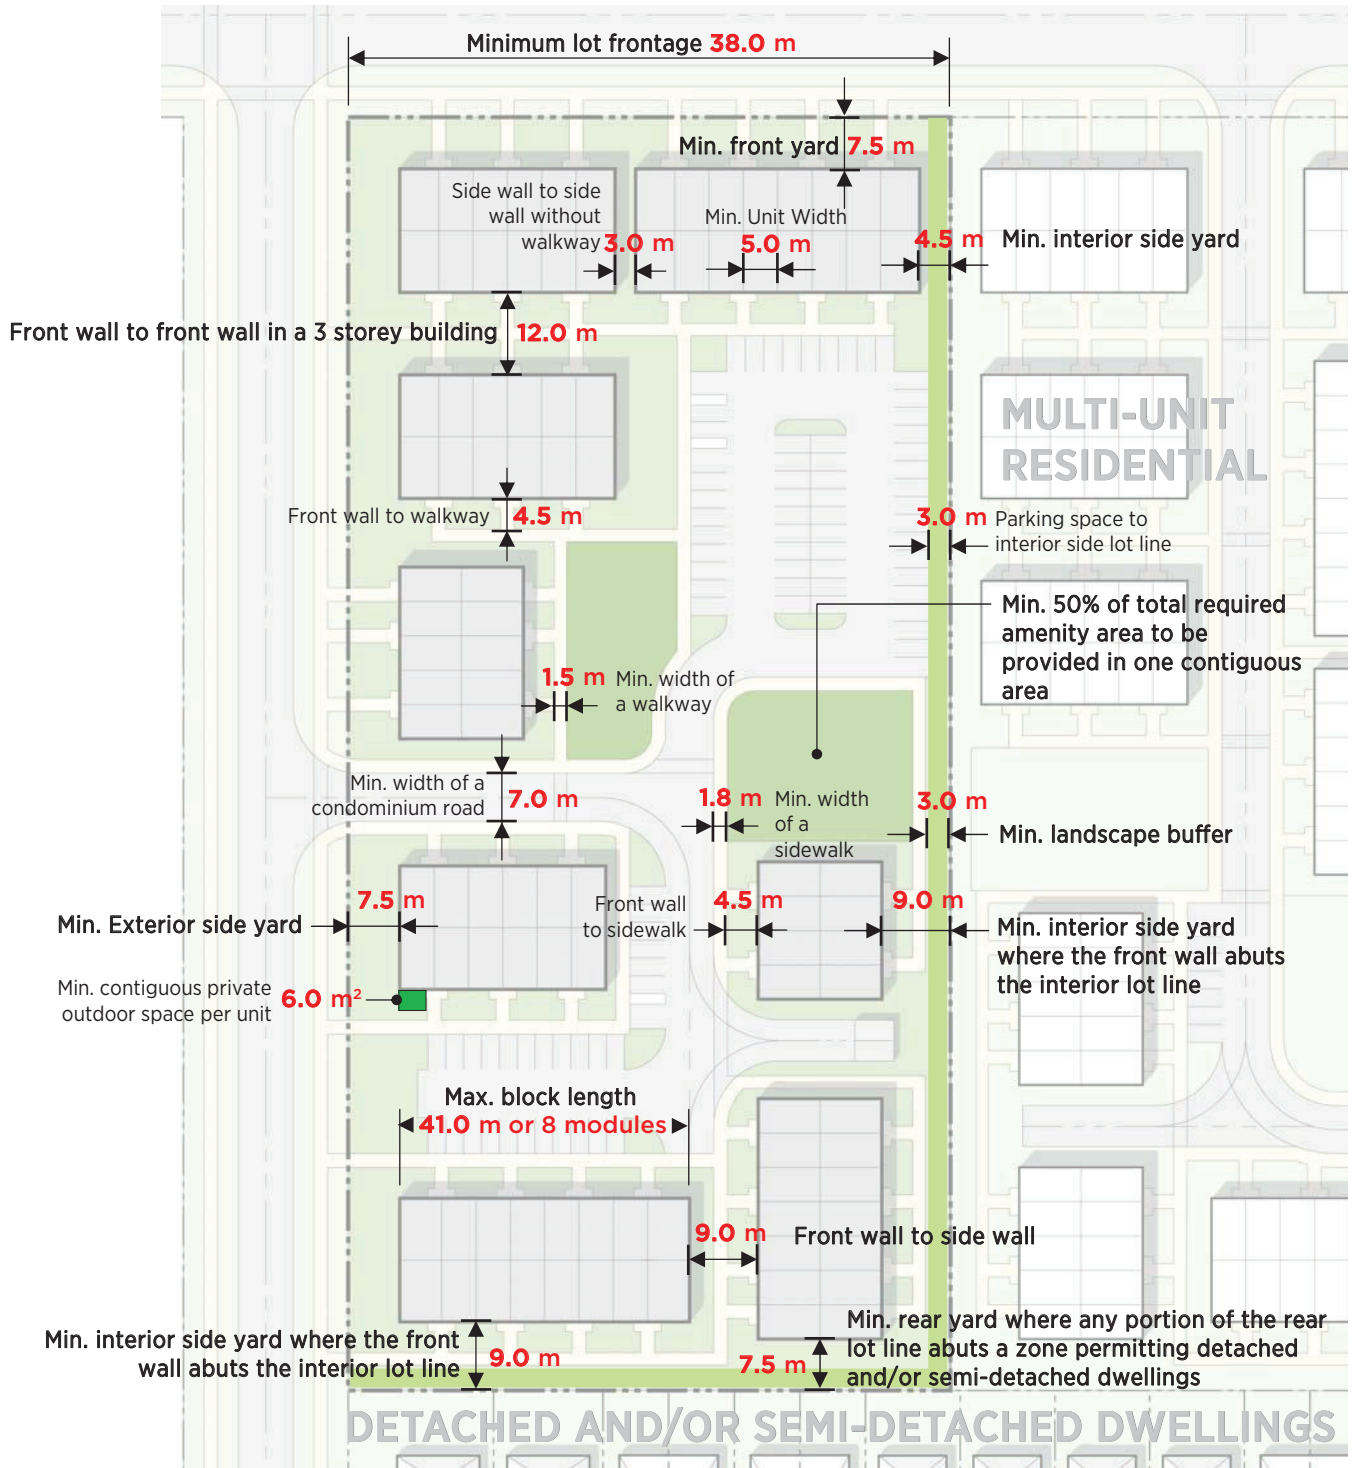 Minimum lot frontage 38.0 m
Min. front yard 7.5 m
Side wall to side
wall without
walkway 3.0 m
Min. Unit Width
5.0 m
4.5 m Min. interior side yard
Front wall to front wall in a 3 storey building 12.0 m
MULTI-UNIT
RESIDENTIAL
Front wall to walkway 4.5 m
3.0 m Parking space to
interior side lot line
Min. 50% of total required
amenity area to be
provided in one contiguous
area
1.5 m Min. width of
a walkway
Min. width of a
condominium road 7.0 m
1.8 m Min. width
of a
sidewalk
3.0 m
Min. landscape buffer
7.5 m
Min. Exterior side yard
Front wall
to sidewalk
4.5 m
9.0 m
Min. interior side yard
where the front wall abuts
the interior lot line
Min. contiguous private
outdoor space per unit
6.0 m²
Max. block length
41.0 m or 8 modules
9.0 m Front wall to side wall
Min. interior side yard where the front
wall abuts the interior lot line
9.0 m
7.5 m
Min. rear yard where any portion of the rear
lot line abuts a zone permitting detached
and/or semi-detached dwellings
DETACHED AND/OR SEMI-DETACHED DWELLINGS